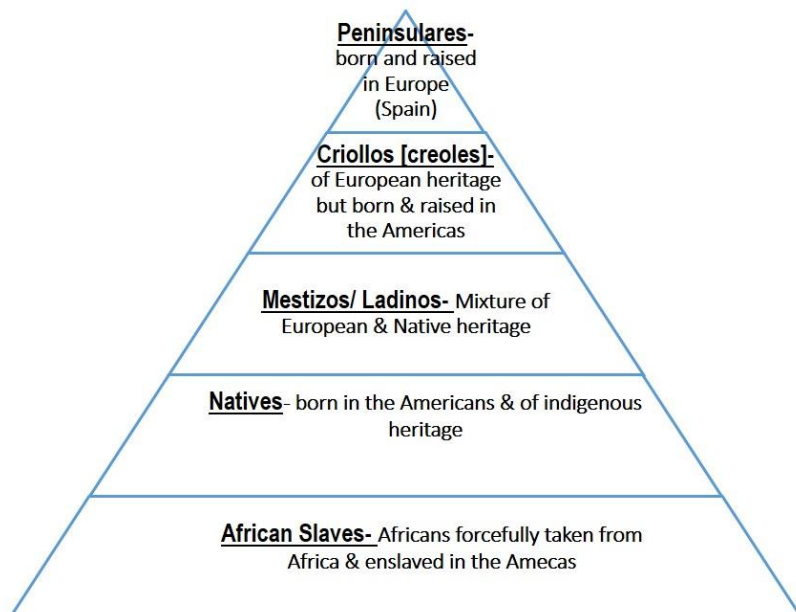 Peninsulares-
born and raised
in Europe
(Spain)
Criollos [creoles]-
of European heritage
but born & raised in
the Americas
Mestizos/ Ladinos- Mixture of
European & Native heritage
Natives- born in the Americans & of indigenous
heritage
African Slaves- Africans forcefully taken from
Africa & enslaved in the Amecas